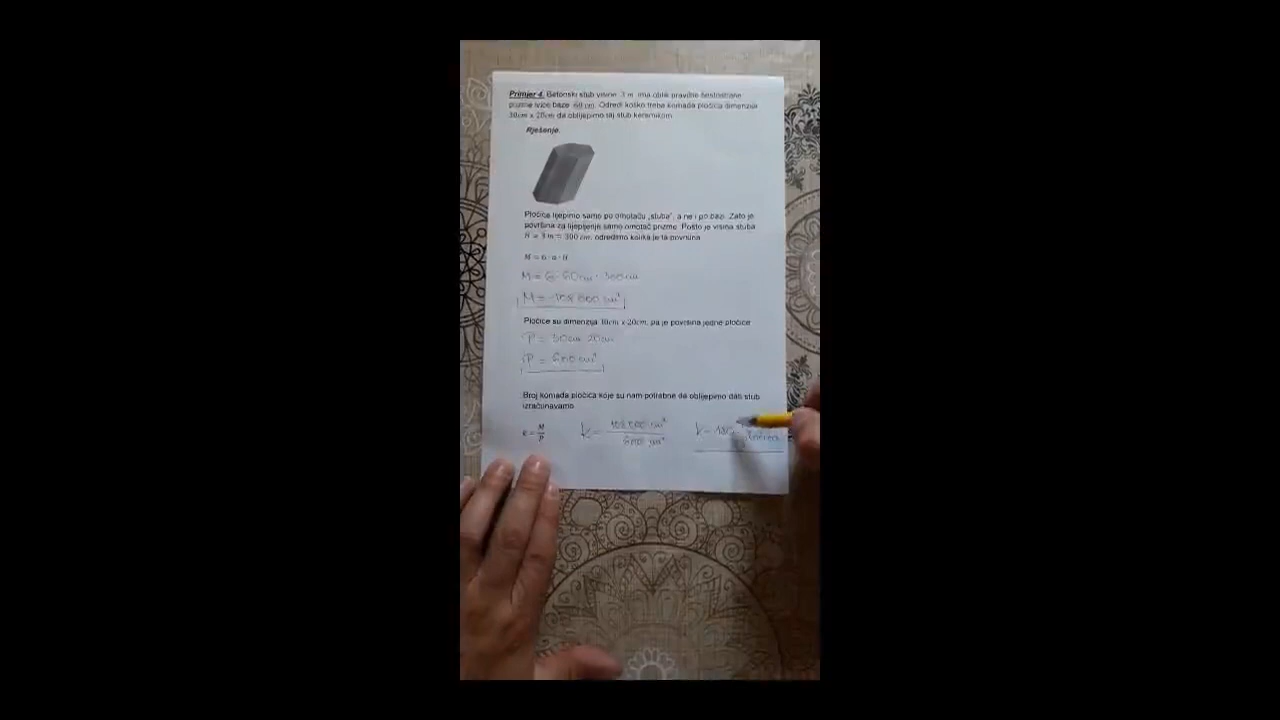 Primjer 4. Betonski stub visine 3 m ima oblik pravilne šestostrane
prizme ivice baze 60 cm. Odredi koliko treba komada pločica dimenzija
30cm x 20cm da oblijepimo taj stub keramikom.
Rješenje.
Pločice lijepimo samo po omotaču „stuba", a ne i po bazi. Zato je
površina za lijepljenje samo omotač prizme. Pošto je visina stuba
H = 3 m = 300 cm, odredimo kolika je ta površina
M = 6 · a · H
M = 6 · 60cm · 300cm
M = 108 000 cm²
Pločice su dimenzija 30cm x 20cm, pa je površina jedne pločice
P = 30cm · 20cm
P = 600 cm²
Broj komada pločica koje su nam potrebne da oblijepimo dati stub
izračunavamo
K = M/P K = 108 000 cm² / 600 cm² K = 180